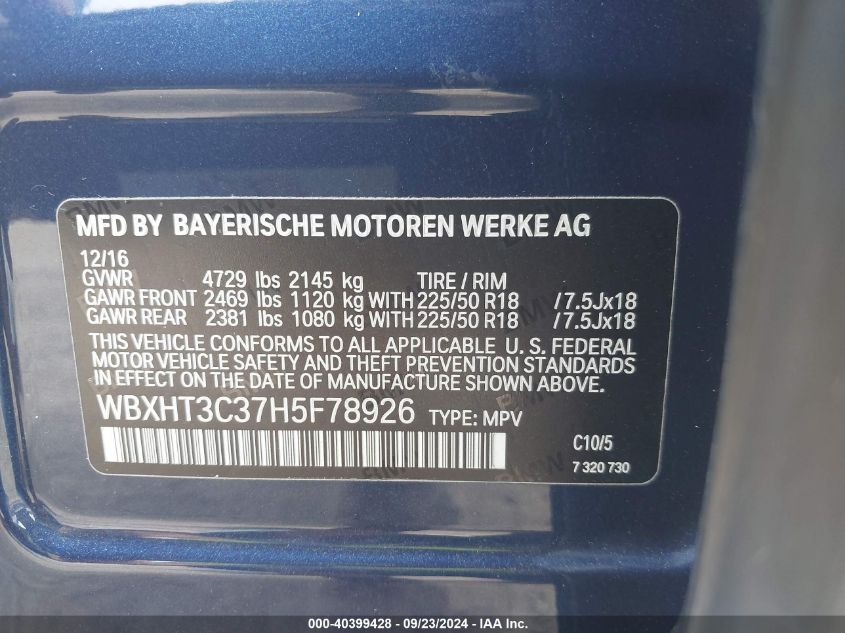 MFD BY BAYERISCHE MOTOREN WERKE AG
12/16
GVWR 4729 lbs 2145 kg TIRE / RIM
GAWR FRONT 2469 lbs 1120 kg WITH 225/50 R18 /7.5Jx18
GAWR REAR 2381 lbs 1080 kg WITH 225/50 R18 /7.5Jx18
THIS VEHICLE CONFORMS TO ALL APPLICABLE U. S. FEDERAL
MOTOR VEHICLE SAFETY AND THEFT PREVENTION STANDARDS
IN EFFECT ON THE DATE OF MANUFACTURE SHOWN ABOVE.
WBXHT3C37H5F78926 TYPE: MPV
C10/5
7 320 730
000-40399428 - 09/23/2024 - IAA Inc.